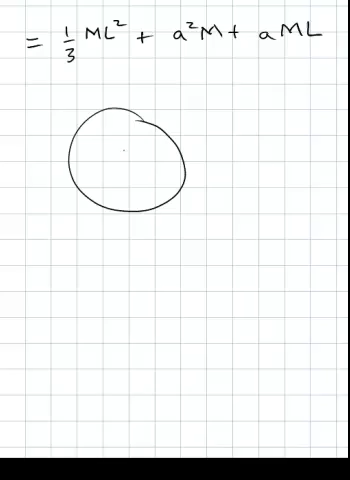 = 1/3 ML² + a²M + aML